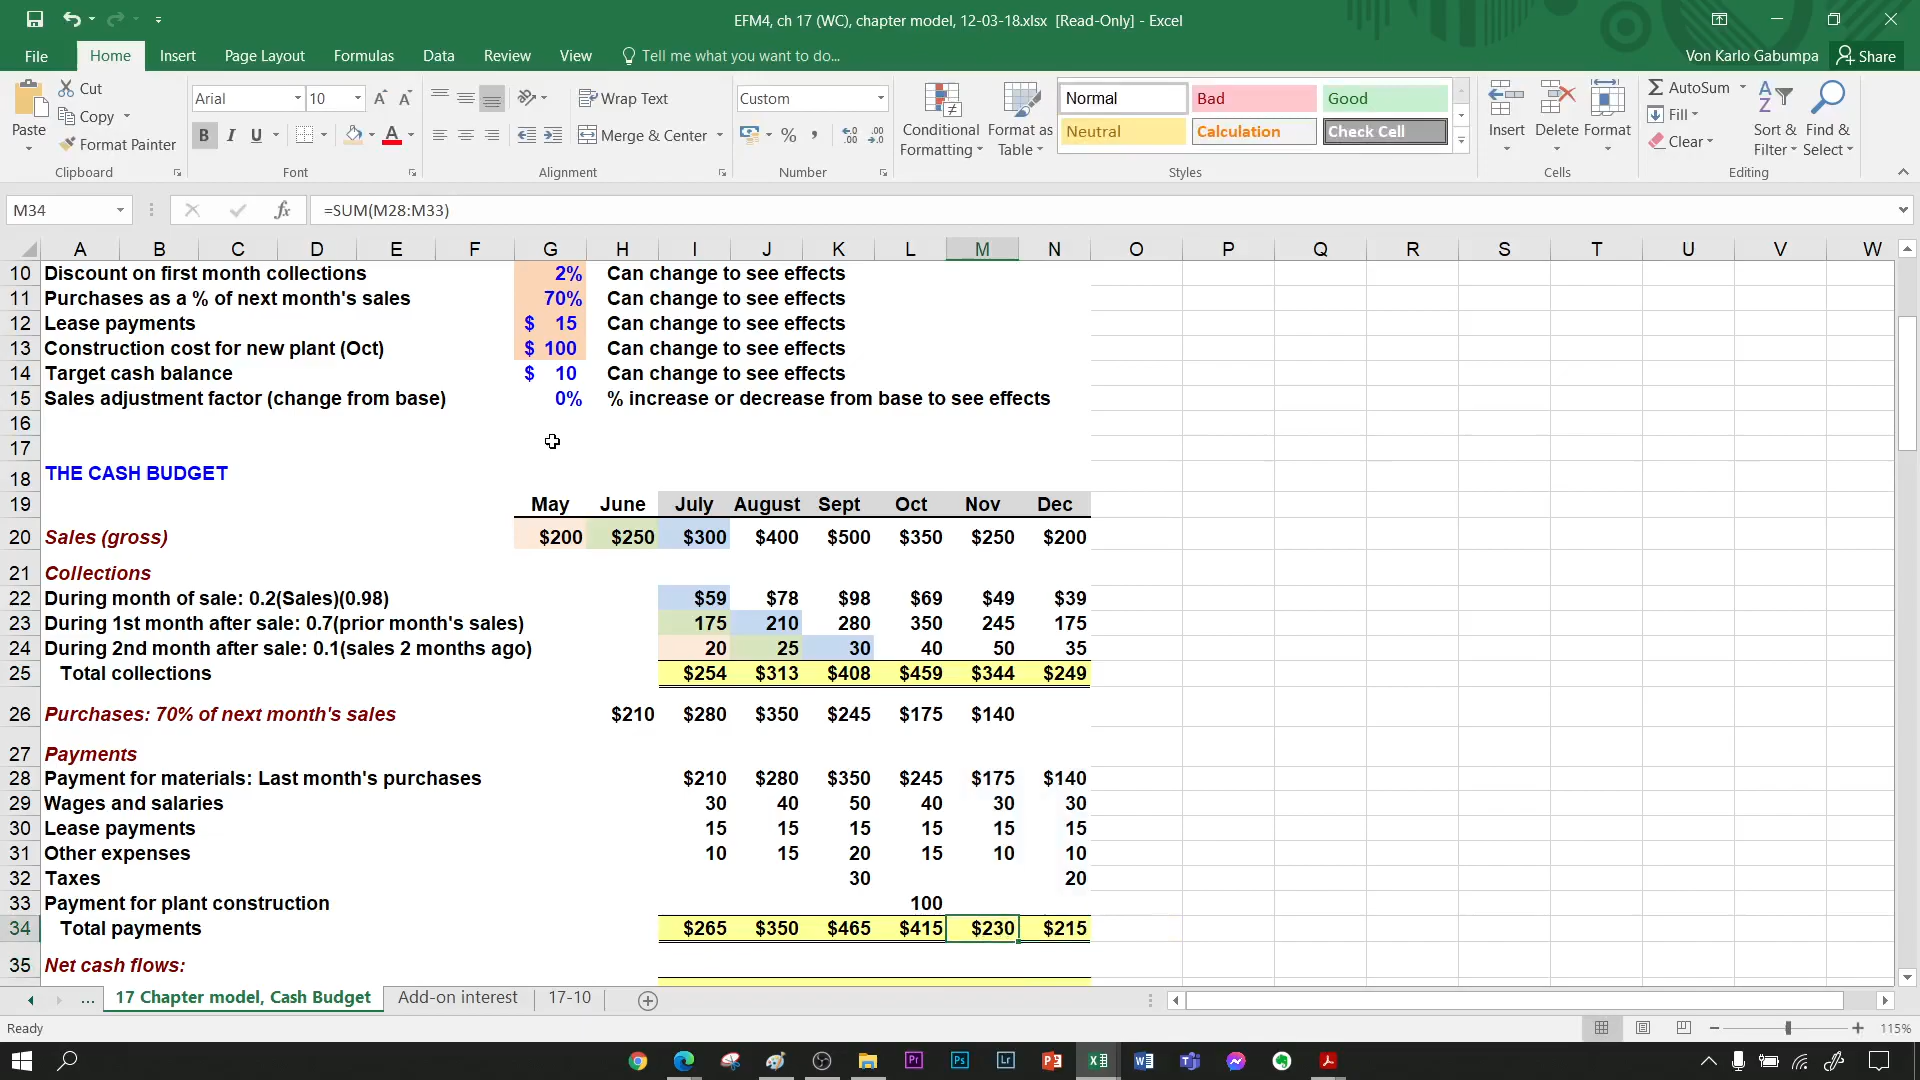 EFM4, ch 17 (WC), chapter model, 12-03-18.xlsx [Read-Only] - Excel
File Home Insert Page Layout Formulas Data Review View Tell me what you want to do... Von Karlo Gabumpa Share
Paste Cut Copy Format Painter Clipboard
Arial 10 B I U A Font
Wrap Text Merge & Center Alignment
Custom % , Number
Conditional Formatting Format as Table
Normal Bad Good
Neutral Calculation Check Cell
Styles
Insert Delete Format Cells
AutoSum Fill Clear Sort & Filter Find & Select Editing
M34 fx =SUM(M28:M33)
A B C D E F G H I J K L M N O P Q R S T U V W
10 Discount on first month collections 2% Can change to see effects
11 Purchases as a % of next month's sales 70% Can change to see effects
12 Lease payments $ 15 Can change to see effects
13 Construction cost for new plant (Oct) $ 100 Can change to see effects
14 Target cash balance $ 10 Can change to see effects
15 Sales adjustment factor (change from base) 0% % increase or decrease from base to see effects
16
17
18 THE CASH BUDGET
19 May June July August Sept Oct Nov Dec
20 Sales (gross) $200 $250 $300 $400 $500 $350 $250 $200
21 Collections
22 During month of sale: 0.2(Sales)(0.98) $59 $78 $98 $69 $49 $39
23 During 1st month after sale: 0.7(prior month's sales) 175 210 280 350 245 175
24 During 2nd month after sale: 0.1(sales 2 months ago) 20 25 30 40 50 35
25 Total collections $254 $313 $408 $459 $344 $249
26 Purchases: 70% of next month's sales $210 $280 $350 $245 $175 $140
27 Payments
28 Payment for materials: Last month's purchases $210 $280 $350 $245 $175 $140
29 Wages and salaries 30 40 50 40 30 30
30 Lease payments 15 15 15 15 15 15
31 Other expenses 10 15 20 15 10 10
32 Taxes 30 20
33 Payment for plant construction 100
34 Total payments $265 $350 $465 $415 $230 $215
35 Net cash flows:
... 17 Chapter model, Cash Budget Add-on interest 17-10
Ready 115%